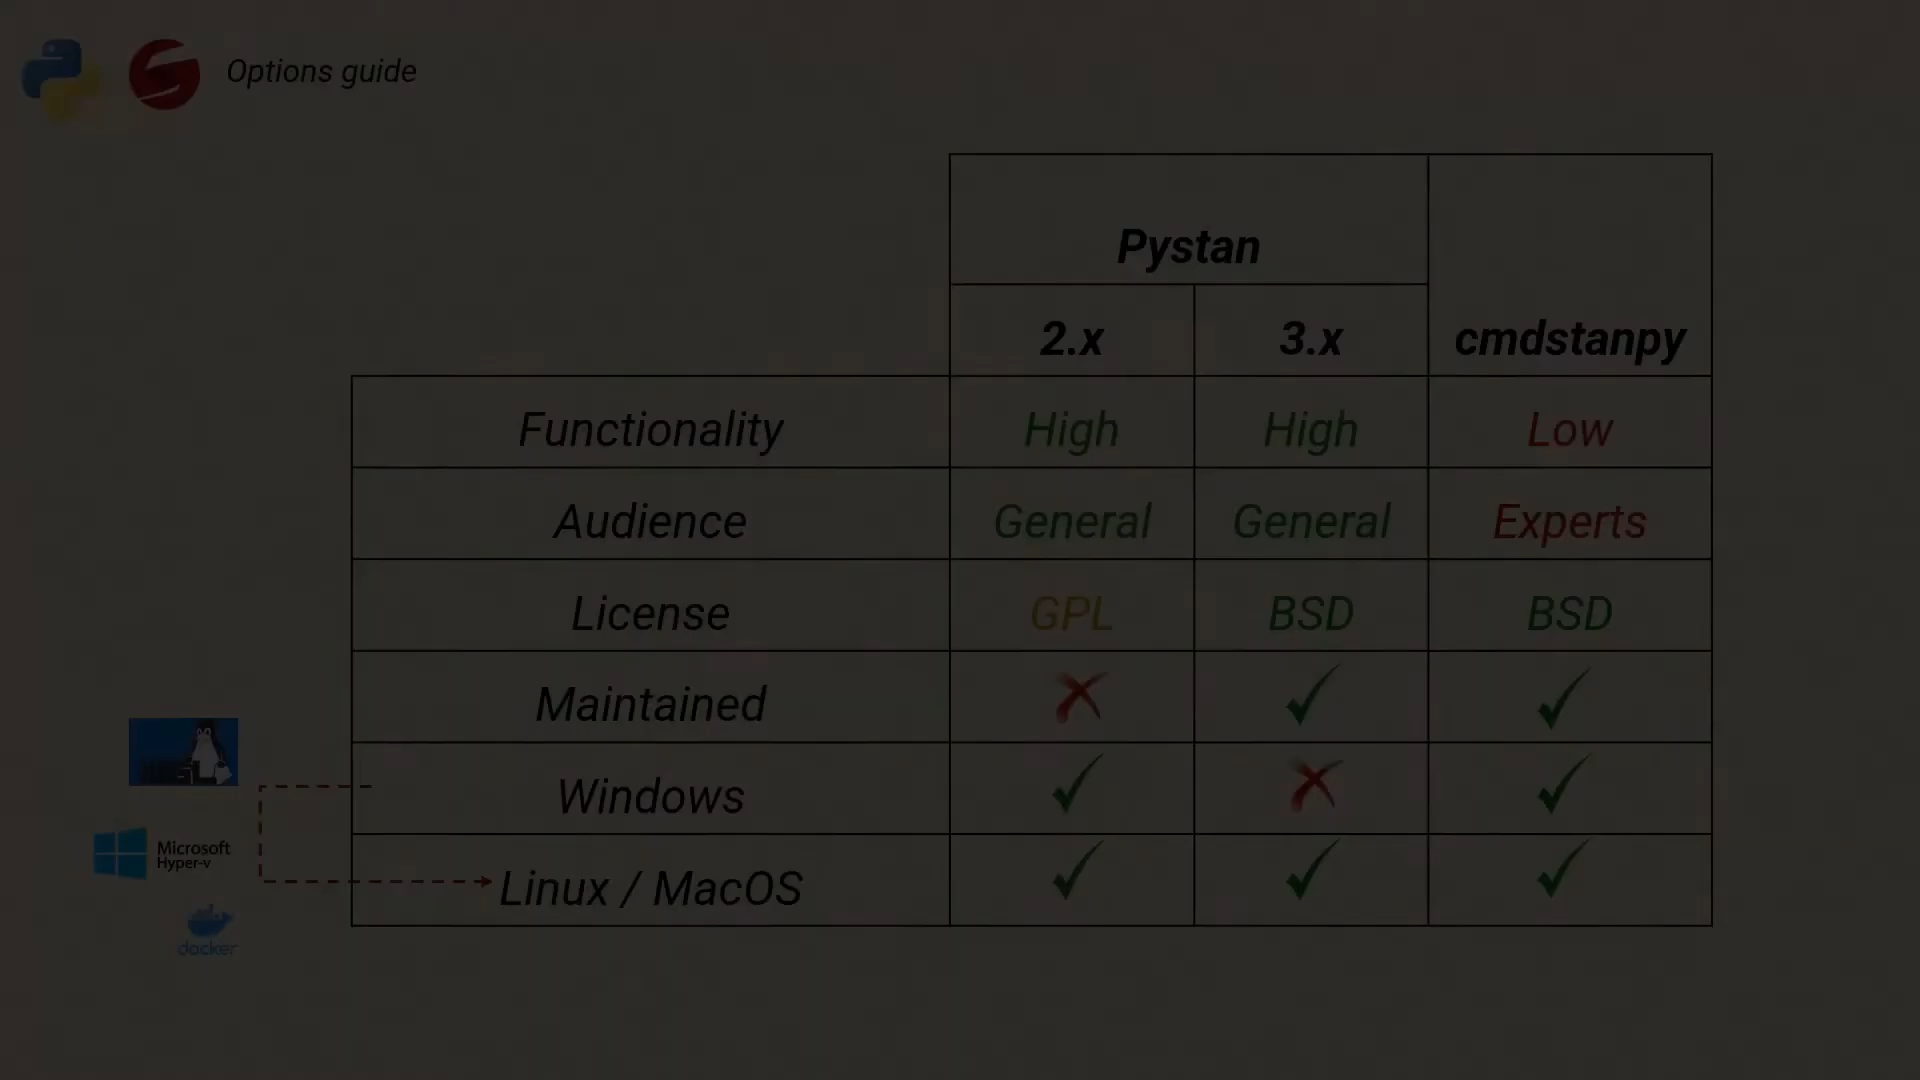 Options guide
Pystan
2.x 3.x cmdstanpy
Functionality High High Low
Audience General General Experts
License GPL BSD BSD
Maintained
Windows
Linux / MacOS
Microsoft
Hyper-v
docker